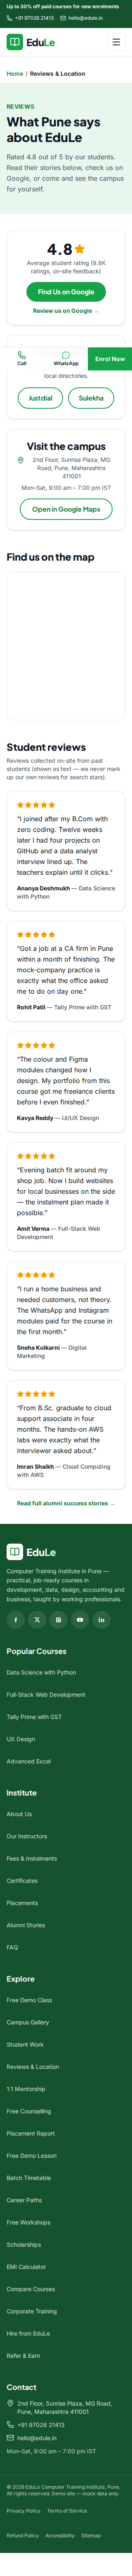 Up to 30% off paid courses for new enrolments
+91 97026 21413 hello@edule.in
EduLe
Home / Reviews & Location
REVIEWS
What Pune says
about EduLe
Rated 4.8 out of 5 by our students.
Read their stories, find us on
Google, or come and see the campus
for yourself.
4.8
Average student rating (9.8K
ratings, on-site feedback)
Find Us on Google
Review us on Google →
Call
WhatsApp
Enrol Now
local directories.
Justdial Sulekha
Visit the campus
2nd Floor, Sunrise Plaza, MG
Road, Pune, Maharashtra
411001
Mon–Sat, 9:00 am – 7:00 pm IST
Open in Google Maps
Find us on the map
Student reviews
Reviews collected on-site from past
students (shown as text — we never mark
up our own reviews for search stars).
“I joined after my B.Com with
zero coding. Twelve weeks
later I had four projects on
GitHub and a data analyst
interview lined up. The
teachers explain until it clicks.”
Ananya Deshmukh — Data Science
with Python
“Got a job at a CA firm in Pune
within a month of finishing. The
mock-company practice is
exactly what the office asked
me to do on day one.”
Rohit Patil — Tally Prime with GST
“The colour and Figma
modules changed how I
design. My portfolio from this
course got me freelance clients
before I even finished.”
Kavya Reddy — UI/UX Design
“Evening batch fit around my
shop job. Now I build websites
for local businesses on the side
— the instalment plan made it
possible.”
Amit Verma — Full-Stack Web
Development
“I run a home business and
needed customers, not theory.
The WhatsApp and Instagram
modules paid for the course in
the first month.”
Sneha Kulkarni — Digital
Marketing
“From B.Sc. graduate to cloud
support associate in four
months. The hands-on AWS
labs were exactly what the
interviewer asked about.”
Imran Shaikh — Cloud Computing
with AWS
Read full alumni success stories →
EduLe
Computer Training Institute in Pune —
practical, job-ready courses in
development, data, design, accounting and
business, taught by working professionals.
Popular Courses
Data Science with Python
Full-Stack Web Development
Tally Prime with GST
UX Design
Advanced Excel
Institute
About Us
Our Instructors
Fees & Instalments
Certificates
Placements
Alumni Stories
FAQ
Explore
Free Demo Class
Campus Gallery
Student Work
Reviews & Location
1:1 Mentorship
Free Counselling
Placement Report
Free Demo Lesson
Batch Timetable
Career Paths
Free Workshops
Scholarships
EMI Calculator
Compare Courses
Corporate Training
Hire from EduLe
Refer & Earn
Contact
2nd Floor, Sunrise Plaza, MG Road,
Pune, Maharashtra 411001
+91 97026 21413
hello@edule.in
Mon–Sat, 9:00 am – 7:00 pm IST
© 2026 EduLe Computer Training Institute, Pune.
All rights reserved. Demo site — mock data only.
Privacy Policy Terms of Service
Refund Policy Accessibility Sitemap